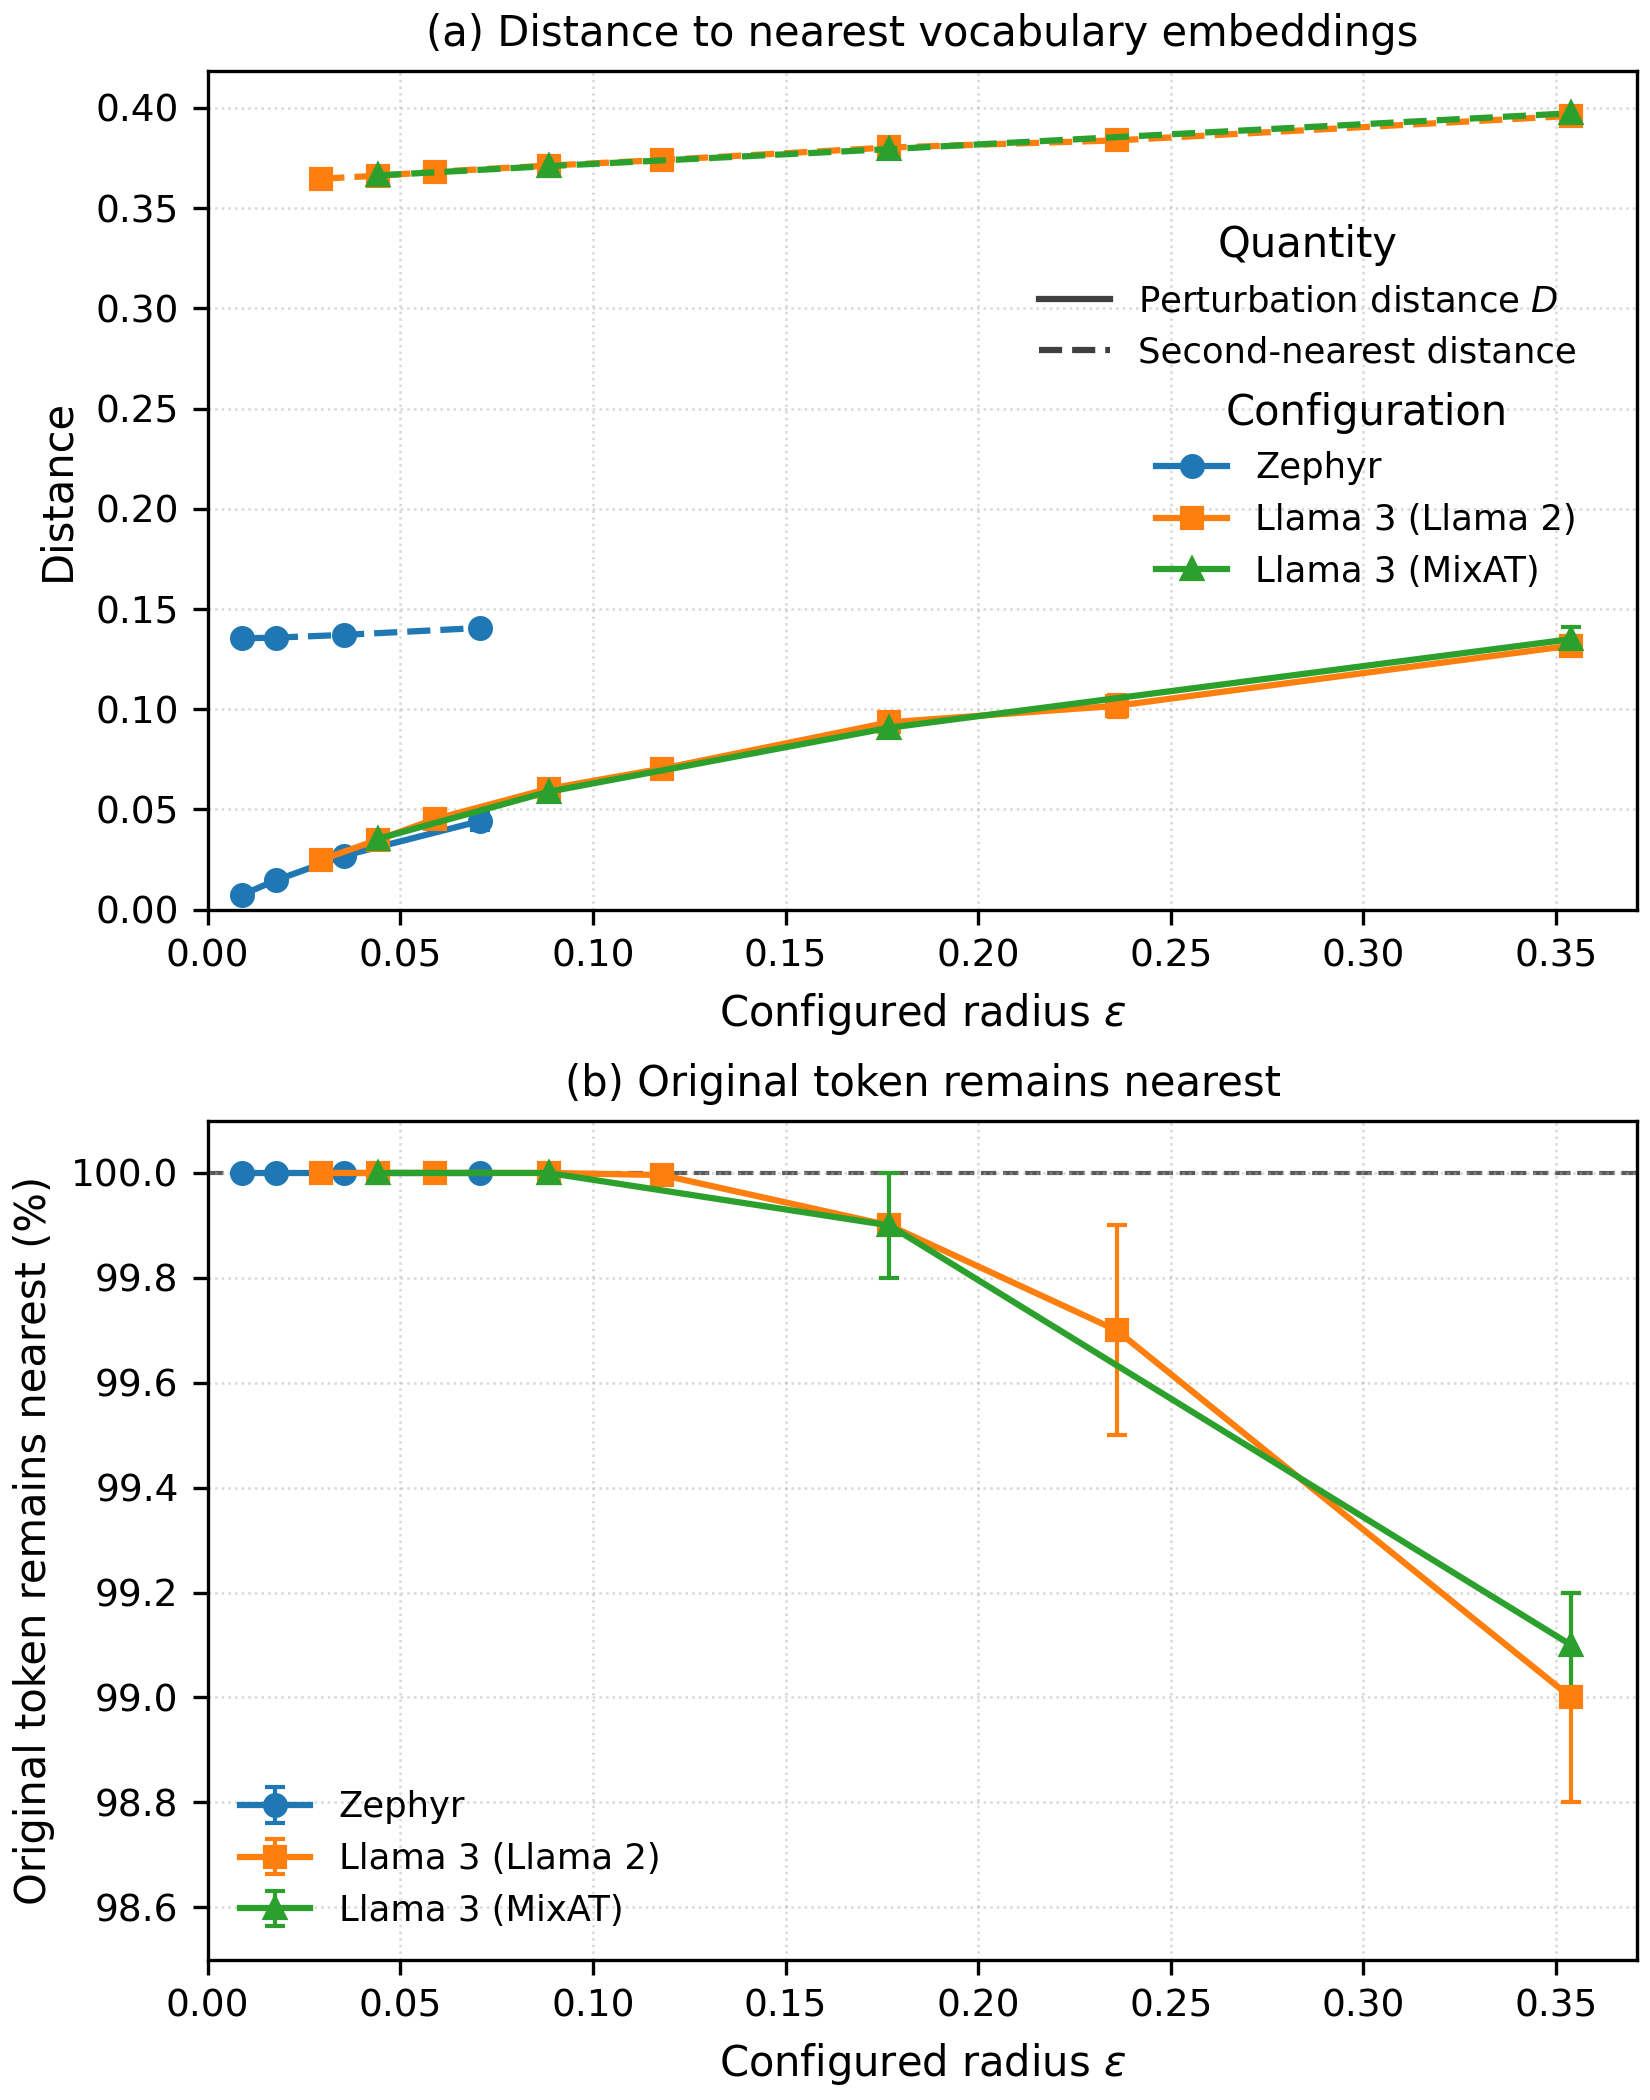 (a) Distance to nearest vocabulary embeddings
0.40
0.35
0.30
0.25
0.20
0.15
0.10
0.05
0.00
Distance
Quantity
Perturbation distance D
Second-nearest distance
Configuration
Zephyr
Llama 3 (Llama 2)
Llama 3 (MixAT)
0.00 0.05 0.10 0.15 0.20 0.25 0.30 0.35
Configured radius ε
(b) Original token remains nearest
100.0
99.8
99.6
99.4
99.2
99.0
98.8
98.6
Original token remains nearest (%)
Zephyr
Llama 3 (Llama 2)
Llama 3 (MixAT)
0.00 0.05 0.10 0.15 0.20 0.25 0.30 0.35
Configured radius ε